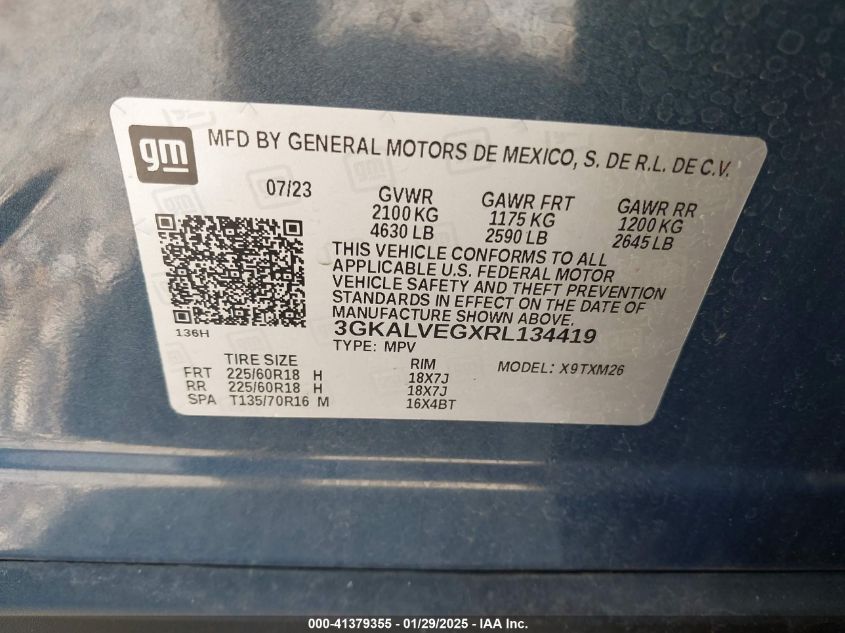 gm
MFD BY GENERAL MOTORS DE MEXICO, S. DE R.L. DE C.V.
07/23 GVWR GAWR FRT GAWR RR
2100 KG 1175 KG 1200 KG
4630 LB 2590 LB 2645 LB
THIS VEHICLE CONFORMS TO ALL
APPLICABLE U.S. FEDERAL MOTOR
VEHICLE SAFETY AND THEFT PREVENTION
STANDARDS IN EFFECT ON THE DATE OF
MANUFACTURE SHOWN ABOVE.
136H 3GKALVEGXRL134419
TYPE: MPV MODEL: X9TXM26
TIRE SIZE RIM
FRT 225/60R18 H 18X7J
RR 225/60R18 H 18X7J
SPA T135/70R16 M 16X4BT
000-41379355 — 01/29/2025 — IAA Inc.